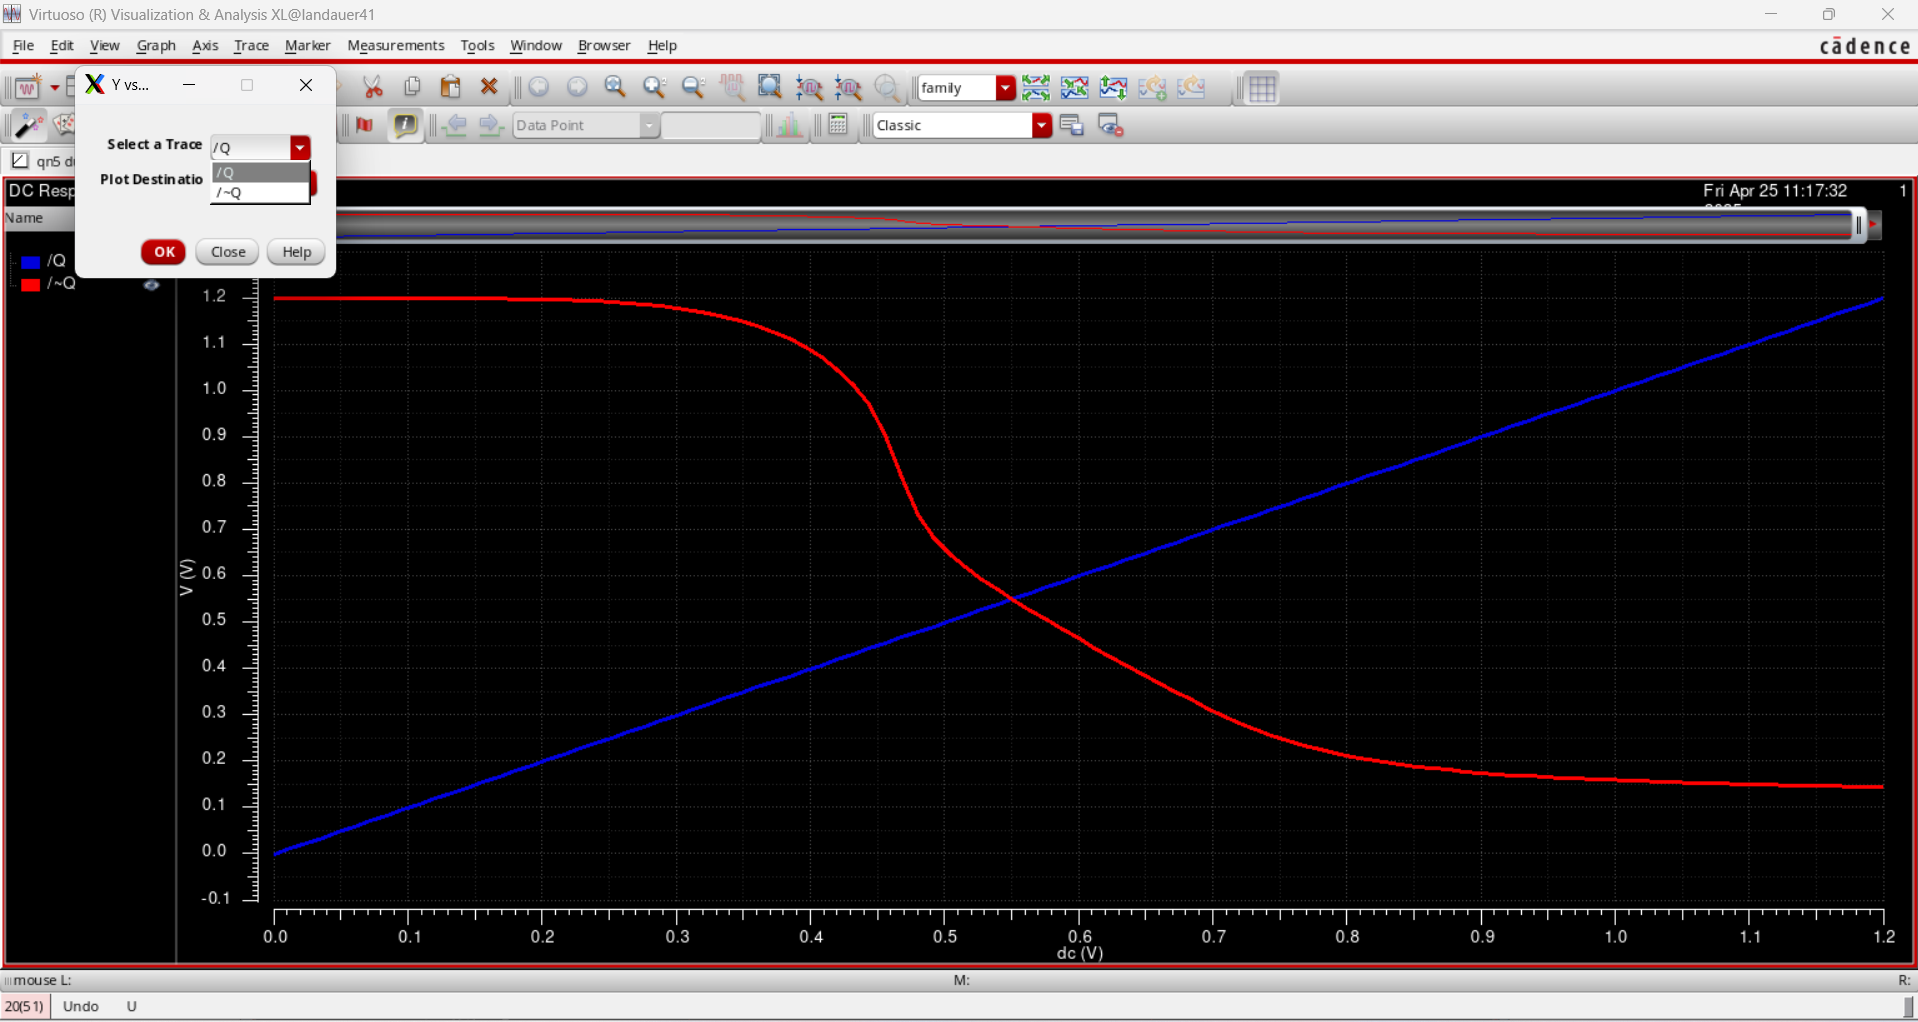 Virtuoso (R) Visualization & Analysis XL@landauer41
File Edit View Graph Axis Trace Marker Measurements Tools Window Browser Help
cādence
Y vs...
family
Data Point
Classic
Select a Trace /Q
/Q
/~Q
Plot Destinatio
OK Close Help
qn5 d
DC Resp
Fri Apr 25 11:17:32
1
Name
/Q
/~Q
V (V)
1.2
1.1
1.0
0.9
0.8
0.7
0.6
0.5
0.4
0.3
0.2
0.1
0.0
-0.1
0.0 0.1 0.2 0.3 0.4 0.5 0.6 0.7 0.8 0.9 1.0 1.1 1.2
dc (V)
mouse L: M: R:
20(51) Undo U